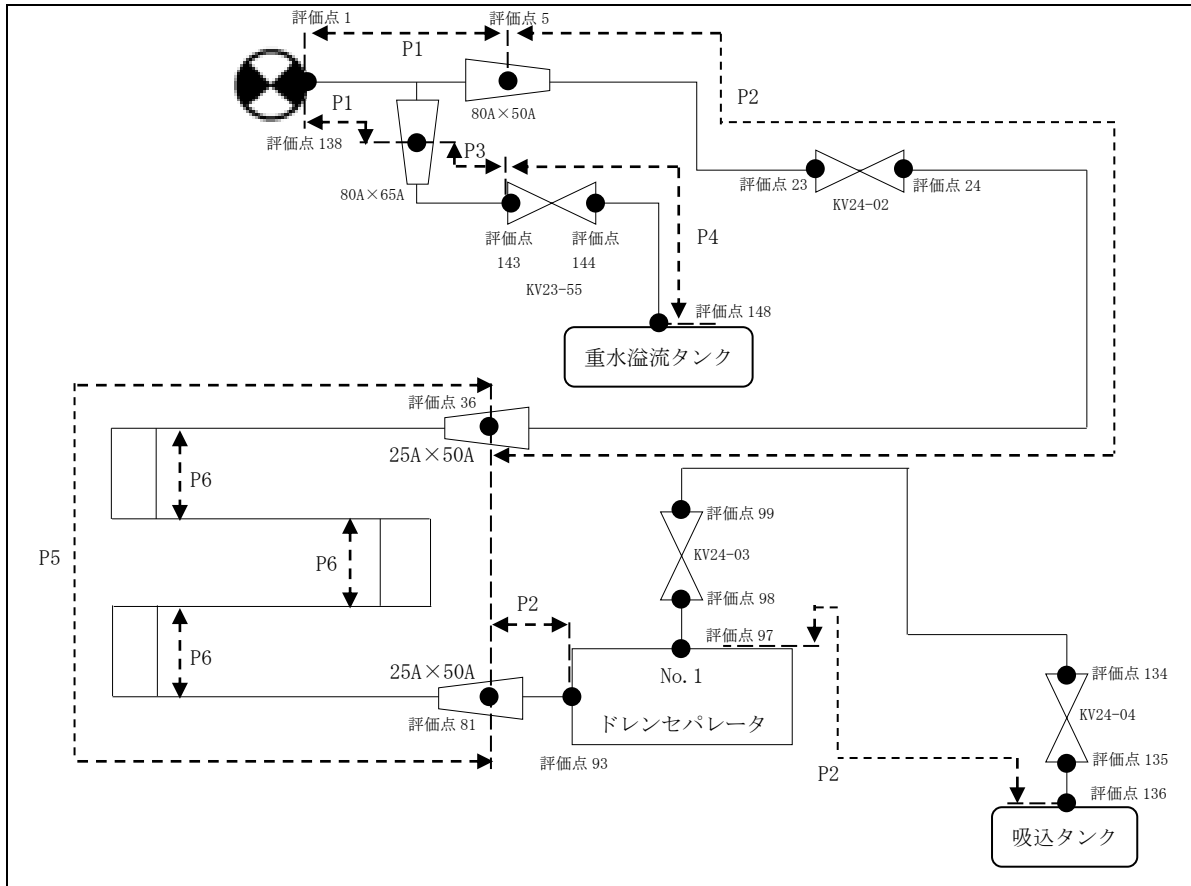 評価点 1
評価点 5
P1
P2
80A×50A
P1
評価点 138
P3
80A×65A
評価点 23
評価点 24
KV24-02
評価点
143
評価点
144
P4
KV23-55
評価点 148
重水溢流タンク
評価点 36
25A×50A
P6
評価点 99
KV24-03
P5
P6
評価点 98
P2
評価点 97
P6
25A×50A
No.1
評価点 134
ドレンセパレータ
KV24-04
評価点 81
評価点 93
P2
評価点 135
評価点 136
吸込タンク